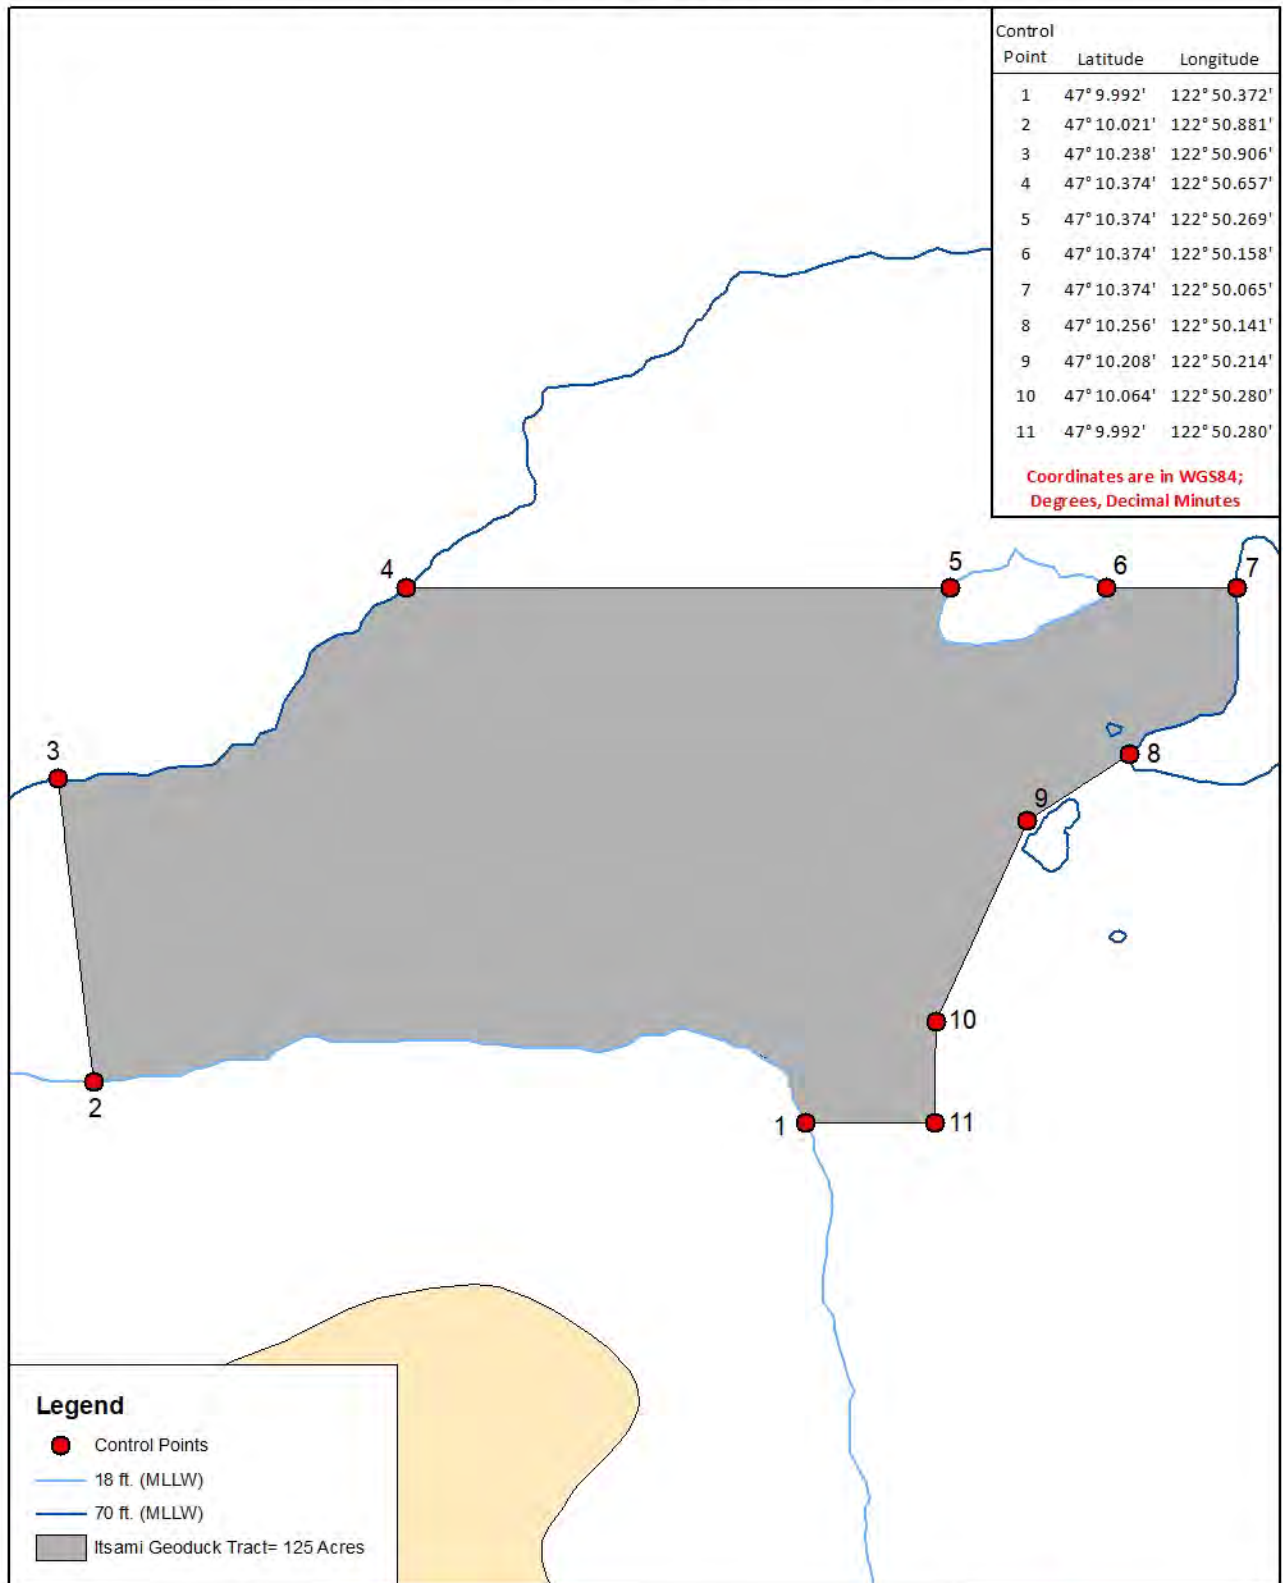 Control
Point Latitude Longitude
1 47° 9.992' 122° 50.372'
2 47° 10.021' 122° 50.881'
3 47° 10.238' 122° 50.906'
4 47° 10.374' 122° 50.657'
5 47° 10.374' 122° 50.269'
6 47° 10.374' 122° 50.158'
7 47° 10.374' 122° 50.065'
8 47° 10.256' 122° 50.141'
9 47° 10.208' 122° 50.214'
10 47° 10.064' 122° 50.280'
11 47° 9.992' 122° 50.280'
Coordinates are in WGS84;
Degrees, Decimal Minutes
4
5
6
7
3
8
9
10
2
1
11
Legend
Control Points
18 ft. (MLLW)
70 ft. (MLLW)
Itsami Geoduck Tract= 125 Acres